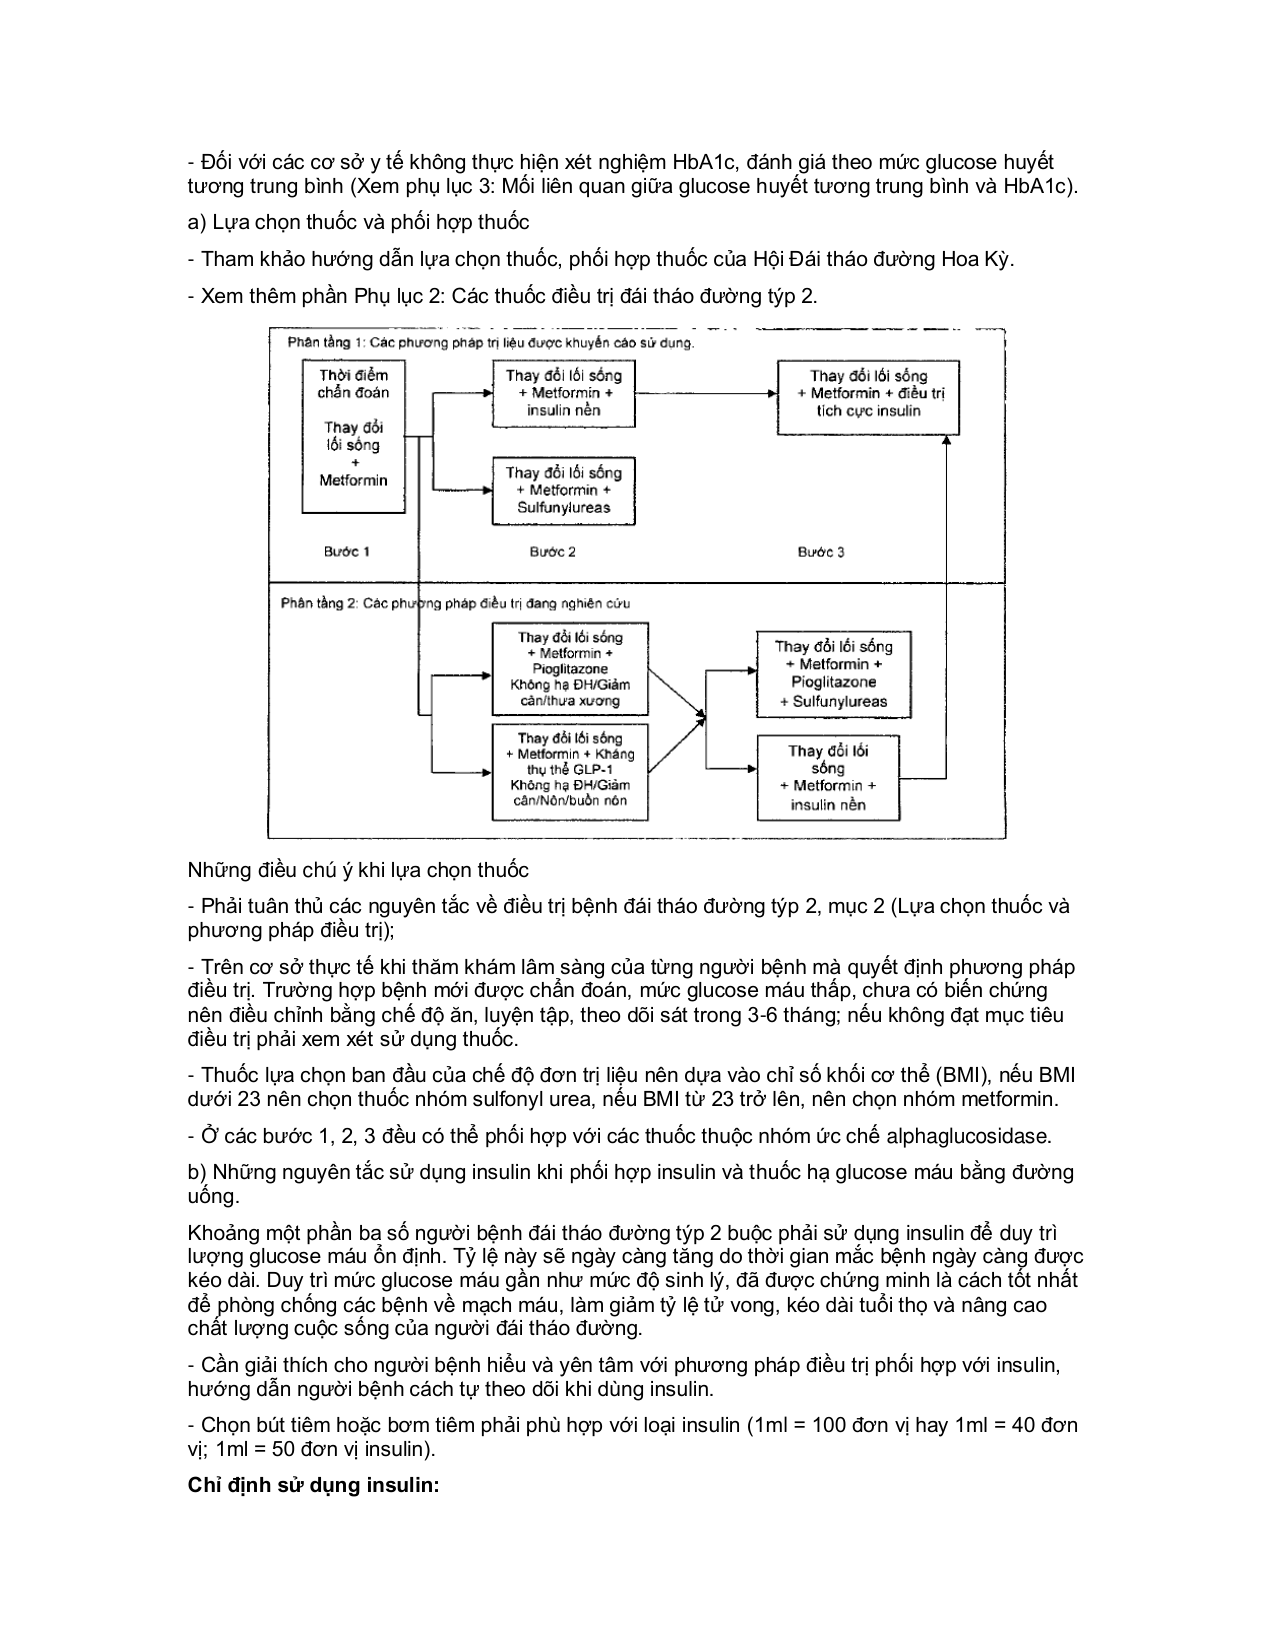 - Đối với các cơ sở y tế không thực hiện xét nghiệm HbA1c, đánh giá theo mức glucose huyết
tương trung bình (Xem phụ lục 3: Mối liên quan giữa glucose huyết tương trung bình và HbA1c).
a) Lựa chọn thuốc và phối hợp thuốc
- Tham khảo hướng dẫn lựa chọn thuốc, phối hợp thuốc của Hội Đái tháo đường Hoa Kỳ.
- Xem thêm phần Phụ lục 2: Các thuốc điều trị đái tháo đường týp 2.
Phân tầng 1: Các phương pháp trị liệu được khuyến cáo sử dụng.
Thời điểm
chẩn đoán
Thay đổi
lối sống
+
Metformin
Thay đổi lối sống
+ Metformin +
insulin nền
Thay đổi lối sống
+ Metformin + điều trị
tích cực insulin
Thay đổi lối sống
+ Metformin +
Sulfunylureas
Bước 1
Bước 2
Bước 3
Phân tầng 2: Các phương pháp điều trị đang nghiên cứu
Thay đổi lối sống
+ Metformin +
Pioglitazone
Không hạ ĐH/Giảm
cân/thưa xương
Thay đổi lối sống
+ Metformin + Kháng
thụ thể GLP-1
Không hạ ĐH/Giảm
cân/Nôn/buồn nôn
Thay đổi lối sống
+ Metformin +
Pioglitazone
+ Sulfunylureas
Thay đổi lối
sống
+ Metformin +
insulin nền
Những điều chú ý khi lựa chọn thuốc
- Phải tuân thủ các nguyên tắc về điều trị bệnh đái tháo đường týp 2, mục 2 (Lựa chọn thuốc và
phương pháp điều trị);
- Trên cơ sở thực tế khi thăm khám lâm sàng của từng người bệnh mà quyết định phương pháp
điều trị. Trường hợp bệnh mới được chẩn đoán, mức glucose máu thấp, chưa có biến chứng
nên điều chỉnh bằng chế độ ăn, luyện tập, theo dõi sát trong 3-6 tháng; nếu không đạt mục tiêu
điều trị phải xem xét sử dụng thuốc.
- Thuốc lựa chọn ban đầu của chế độ đơn trị liệu nên dựa vào chỉ số khối cơ thể (BMI), nếu BMI
dưới 23 nên chọn thuốc nhóm sulfonyl urea, nếu BMI từ 23 trở lên, nên chọn nhóm metformin.
- Ở các bước 1, 2, 3 đều có thể phối hợp với các thuốc thuộc nhóm ức chế alphaglucosidase.
b) Những nguyên tắc sử dụng insulin khi phối hợp insulin và thuốc hạ glucose máu bằng đường
uống.
Khoảng một phần ba số người bệnh đái tháo đường týp 2 buộc phải sử dụng insulin để duy trì
lượng glucose máu ổn định. Tỷ lệ này sẽ ngày càng tăng do thời gian mắc bệnh ngày càng được
kéo dài. Duy trì mức glucose máu gần như mức độ sinh lý, đã được chứng minh là cách tốt nhất
để phòng chống các bệnh về mạch máu, làm giảm tỷ lệ tử vong, kéo dài tuổi thọ và nâng cao
chất lượng cuộc sống của người đái tháo đường.
- Cần giải thích cho người bệnh hiểu và yên tâm với phương pháp điều trị phối hợp với insulin,
hướng dẫn người bệnh cách tự theo dõi khi dùng insulin.
- Chọn bút tiêm hoặc bơm tiêm phải phù hợp với loại insulin (1ml = 100 đơn vị hay 1ml = 40 đơn
vị; 1ml = 50 đơn vị insulin).
Chỉ định sử dụng insulin: